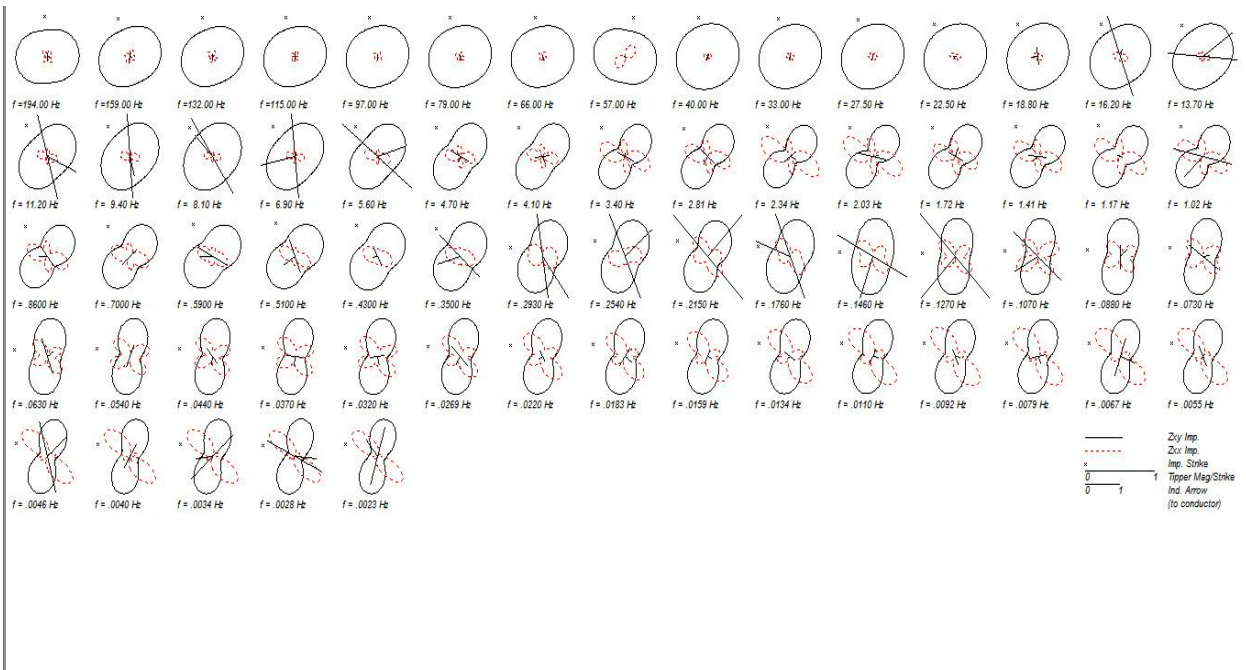 f =194.00 Hz f =159.00 Hz f =132.00 Hz f =115.00 Hz f = 97.00 Hz f = 79.00 Hz f = 66.00 Hz f = 57.00 Hz f = 40.00 Hz f = 33.00 Hz f = 27.50 Hz f = 22.50 Hz f = 18.80 Hz f = 16.20 Hz f = 13.70 Hz
f = 11.20 Hz f = 9.40 Hz f = 8.10 Hz f = 6.90 Hz f = 5.60 Hz f = 4.70 Hz f = 4.10 Hz f = 3.40 Hz f = 2.81 Hz f = 2.34 Hz f = 2.03 Hz f = 1.72 Hz f = 1.41 Hz f = 1.17 Hz f = 1.02 Hz
f = .8600 Hz f = .7000 Hz f = .5900 Hz f = .5100 Hz f = .4300 Hz f = .3500 Hz f = .2930 Hz f = .2540 Hz f = .2150 Hz f = .1760 Hz f = .1460 Hz f = .1270 Hz f = .1070 Hz f = .0880 Hz f = .0730 Hz
f = .0630 Hz f = .0540 Hz f = .0440 Hz f = .0370 Hz f = .0320 Hz f = .0269 Hz f = .0220 Hz f = .0183 Hz f = .0159 Hz f = .0134 Hz f = .0110 Hz f = .0092 Hz f = .0079 Hz f = .0067 Hz f = .0055 Hz
f = .0046 Hz f = .0040 Hz f = .0034 Hz f = .0028 Hz f = .0023 Hz
Zxy Imp.
Zxx Imp.
x Imp. Strike
0 1 Tipper Mag/Strike
0 1 Ind. Arrow
(to conductor)